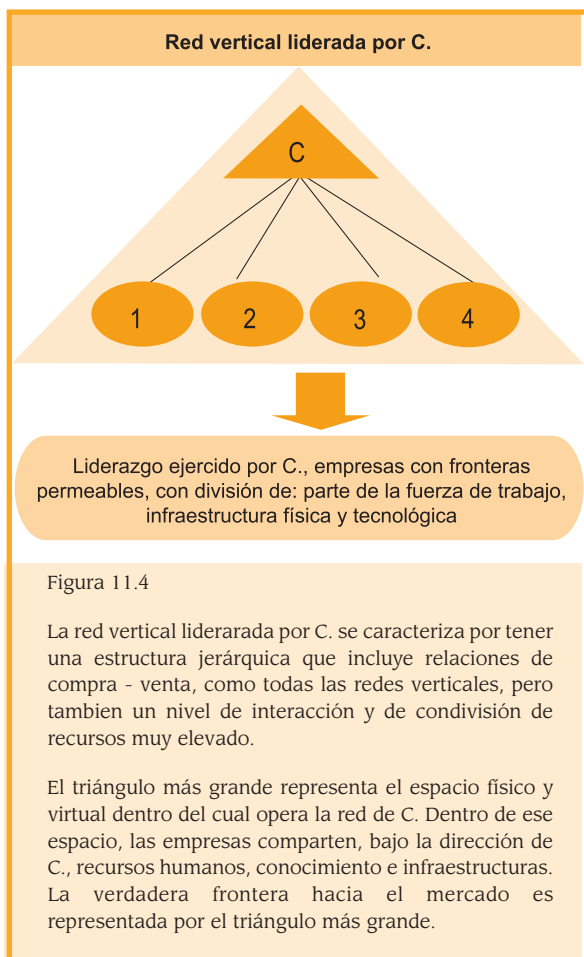 Red vertical liderada por C.
C
1 2 3 4
Liderazgo ejercido por C., empresas con fronteras
permeables, con división de: parte de la fuerza de trabajo,
infraestructura física y tecnológica
Figura 11.4
La red vertical liderarada por C. se caracteriza por tener
una estructura jerárquica que incluye relaciones de
compra - venta, como todas las redes verticales, pero
tambien un nivel de interacción y de condivisión de
recursos muy elevado.
El triángulo más grande representa el espacio físico y
virtual dentro del cual opera la red de C. Dentro de ese
espacio, las empresas comparten, bajo la dirección de
C., recursos humanos, conocimiento e infraestructuras.
La verdadera frontera hacia el mercado es
representada por el triángulo más grande.